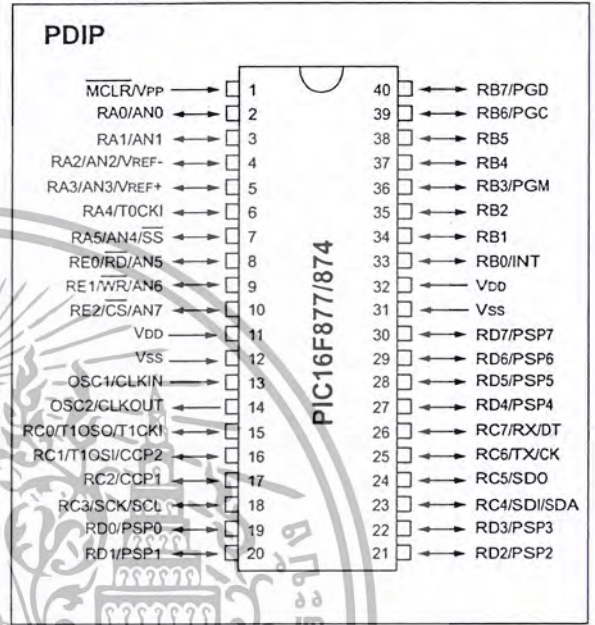 PDIP
M̅C̅L̅R̅/VPP 1
RA0/AN0 2
RA1/AN1 3
RA2/AN2/VREF- 4
RA3/AN3/VREF+ 5
RA4/T0CKI 6
RA5/AN4/S̅S̅ 7
RE0/R̅D̅/AN5 8
RE1/W̅R̅/AN6 9
RE2/C̅S̅/AN7 10
VDD 11
VSS 12
OSC1/CLKIN 13
OSC2/CLKOUT 14
RC0/T1OSO/T1CKI 15
RC1/T1OSI/CCP2 16
RC2/CCP1 17
RC3/SCK/SCL 18
RD0/PSP0 19
RD1/PSP1 20
PIC16F877/874
40 RB7/PGD
39 RB6/PGC
38 RB5
37 RB4
36 RB3/PGM
35 RB2
34 RB1
33 RB0/INT
32 VDD
31 VSS
30 RD7/PSP7
29 RD6/PSP6
28 RD5/PSP5
27 RD4/PSP4
26 RC7/RX/DT
25 RC6/TX/CK
24 RC5/SDO
23 RC4/SDI/SDA
22 RD3/PSP3
21 RD2/PSP2